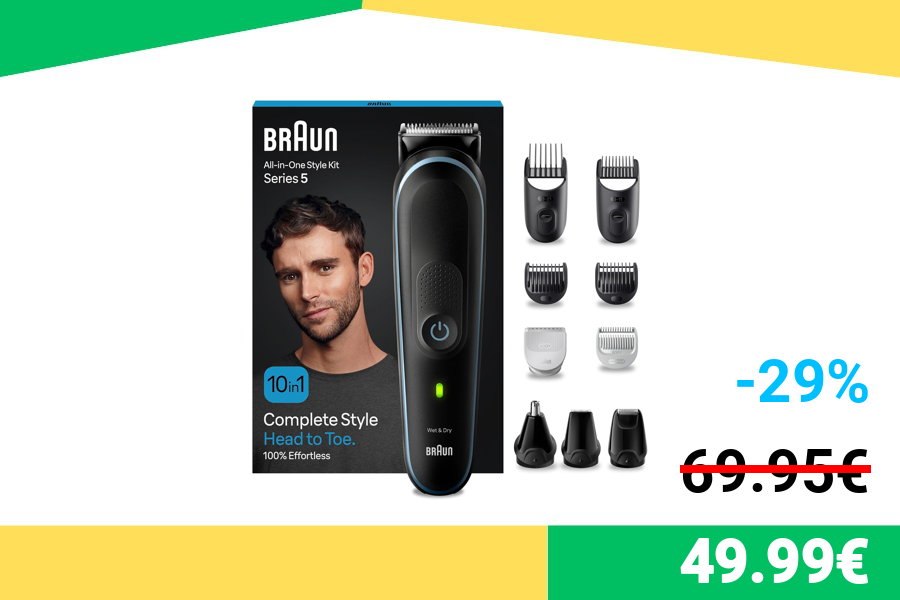 BRAUN
BRAUN
All-in-One Style Kit
Series 5
10in1
Complete Style
Head to Toe.
100% Effortless
Wet & Dry
BRAUN
-29%
69.95€
49.99€